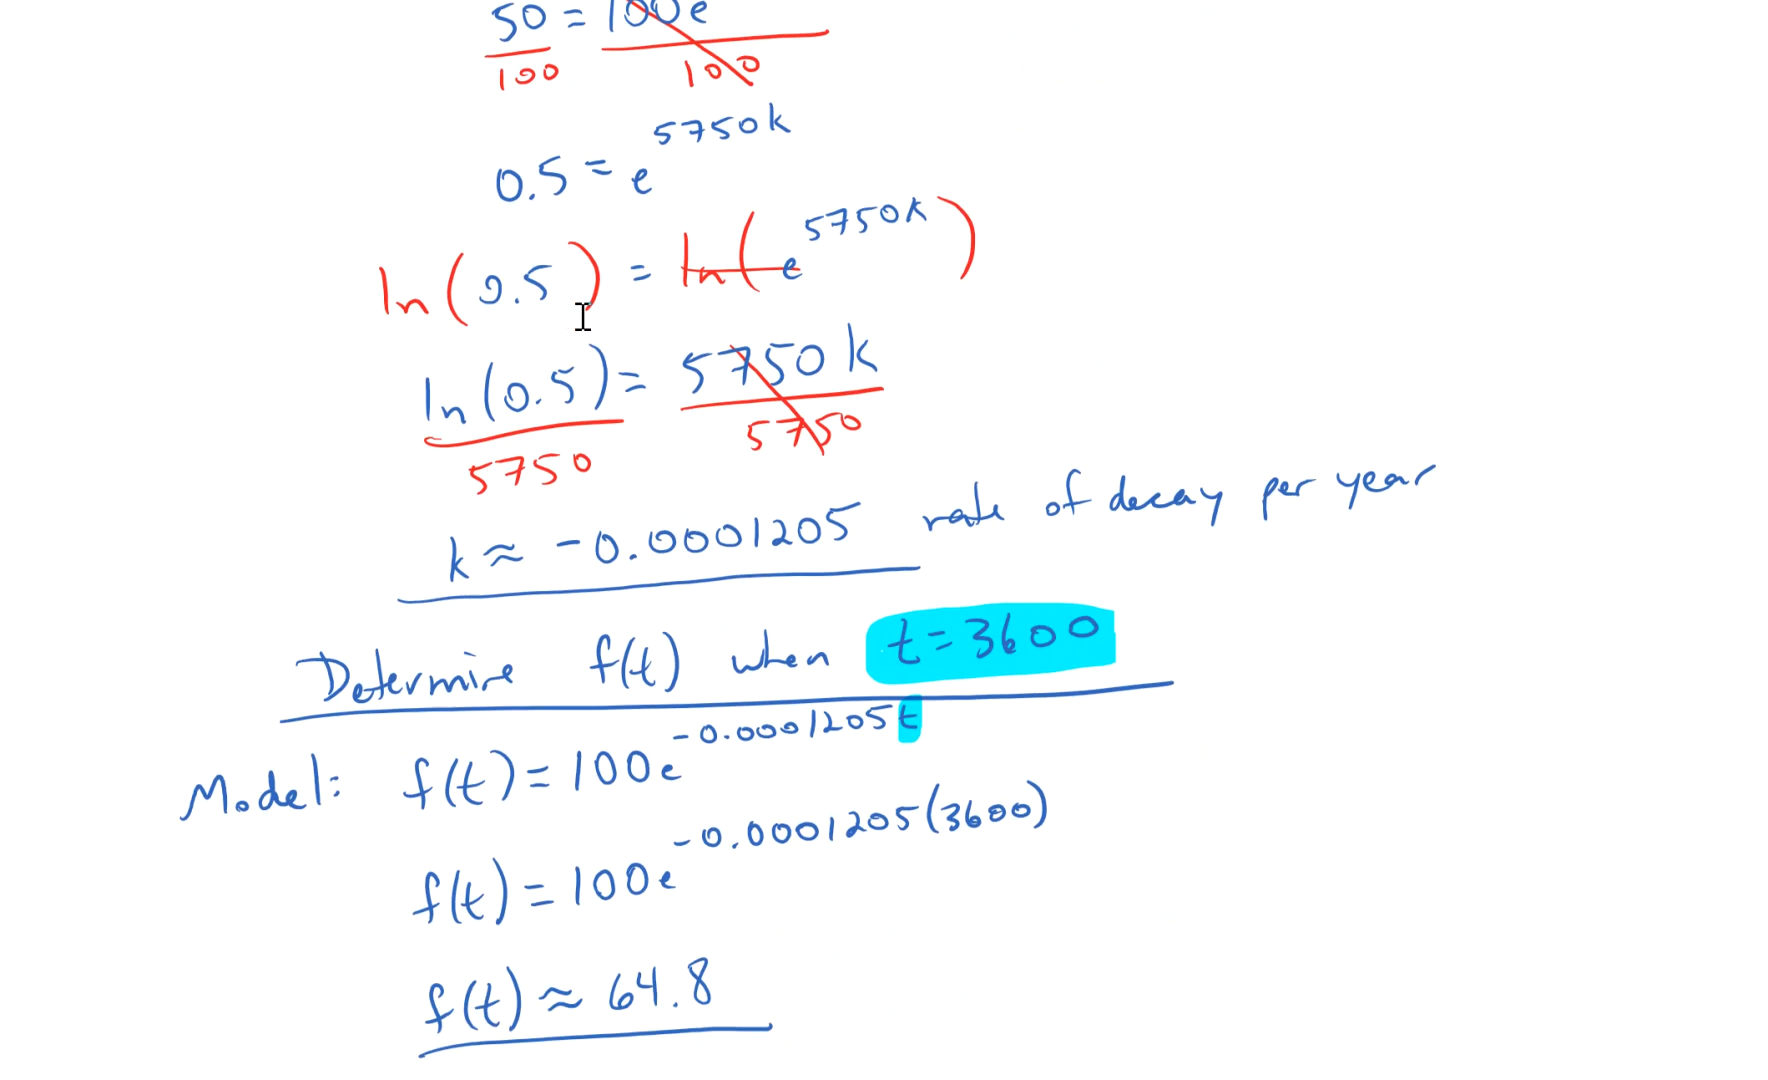 50 = 100e
100 100
0.5 = e^5750k
ln(0.5) = ln(e^5750k)
ln(0.5) = 5750k
5750 5750
k ≈ -0.0001205 rate of decay per year
Determine f(t) when t = 3600
Model: f(t) = 100e^-0.0001205t
f(t) = 100e^-0.0001205(3600)
f(t) ≈ 64.8